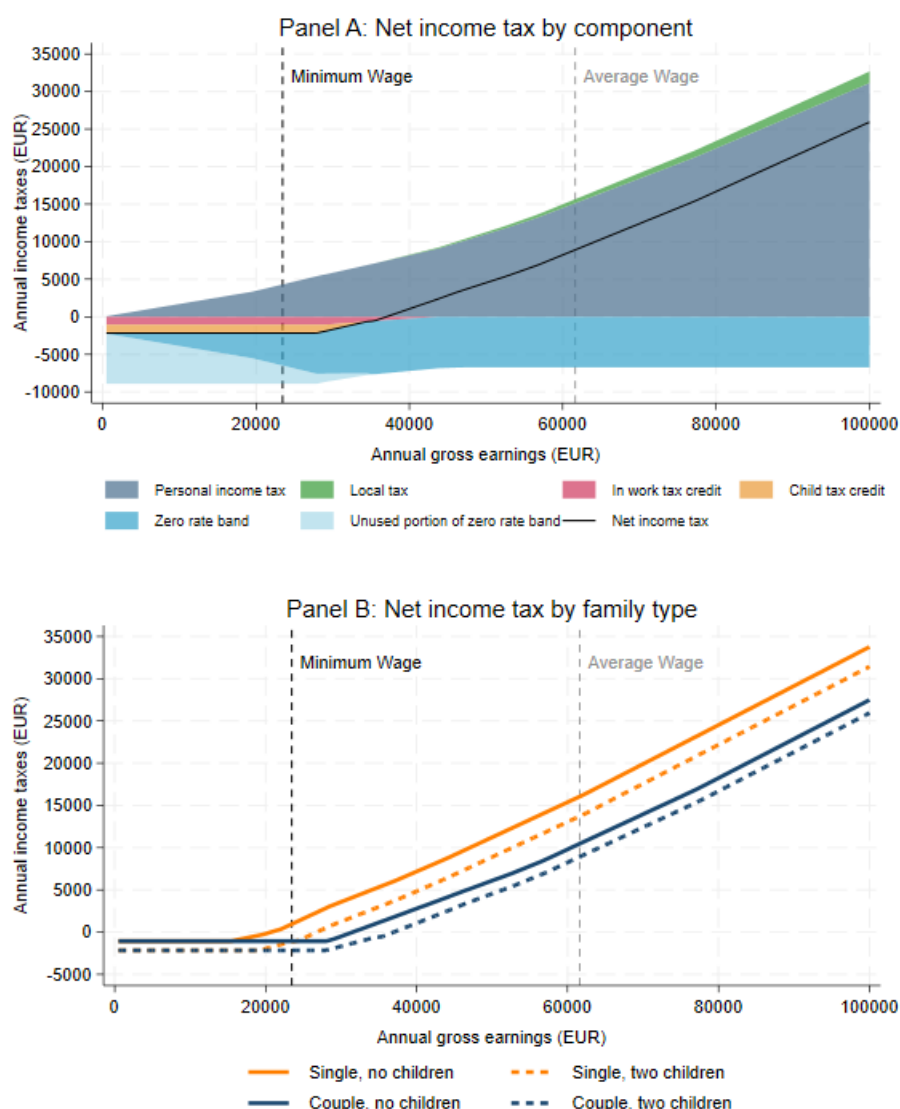 Panel A: Net income tax by component
35000
30000
25000
20000
15000
10000
5000
0
-5000
-10000
Annual income taxes (EUR)
Minimum Wage
Average Wage
0 20000 40000 60000 80000 100000
Annual gross earnings (EUR)
Personal income tax Local tax In work tax credit Child tax credit
Zero rate band Unused portion of zero rate band Net income tax
Panel B: Net income tax by family type
35000
30000
25000
20000
15000
10000
5000
0
-5000
Annual income taxes (EUR)
Minimum Wage
Average Wage
0 20000 40000 60000 80000 100000
Annual gross earnings (EUR)
Single, no children Single, two children
Couple, no children Couple, two children